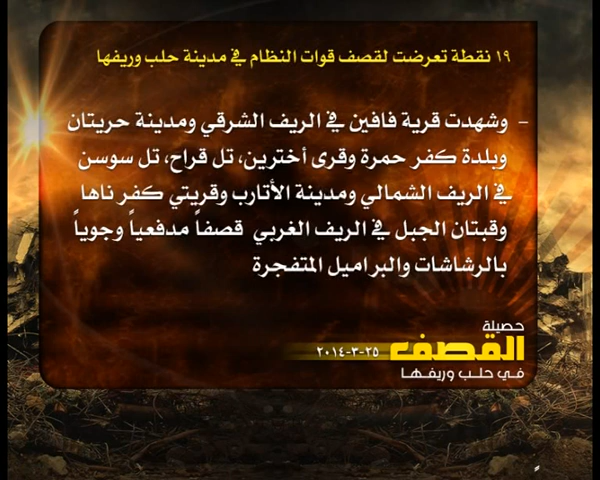 ١٩ نقطة تعرضت لقصف قوات النظام في مدينة حلب وريفها
- وشهدت قرية فافين في الريف الشرقي ومدينة حريتان
وبلدة كفر حمرة وقرى أخترين، تل قراح، تل سوسن
في الريف الشمالي ومدينة الأتارب وقريتي كفر ناها
وقبتان الجبل في الريف الغربي قصفاً مدفعياً وجوياً
بالرشاشات والبراميل المتفجرة
حصيلة
القصف
٢٥-٣-٢٠١٤
في حلب وريفها